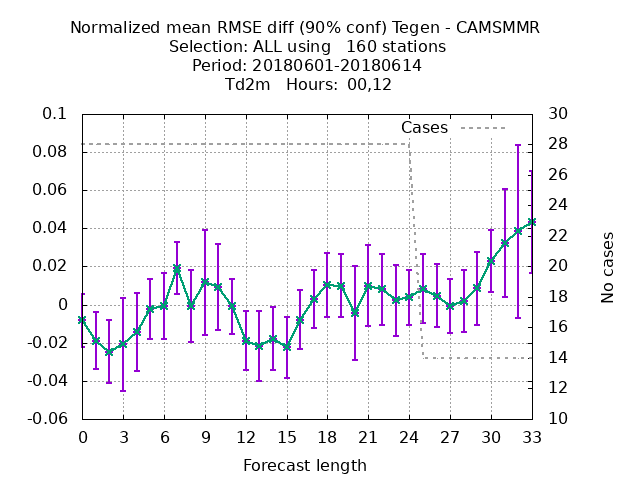 Normalized mean RMSE diff (90% conf) Tegen - CAMSMMR
Selection: ALL using   160 stations
Period: 20180601-20180614
Td2m   Hours:  00,12
Cases
0.1
0.08
0.06
0.04
0.02
0
-0.02
-0.04
-0.06
30
28
26
24
22
20
18
16
14
12
10
No cases
0 3 6 9 12 15 18 21 24 27 30 33
Forecast length